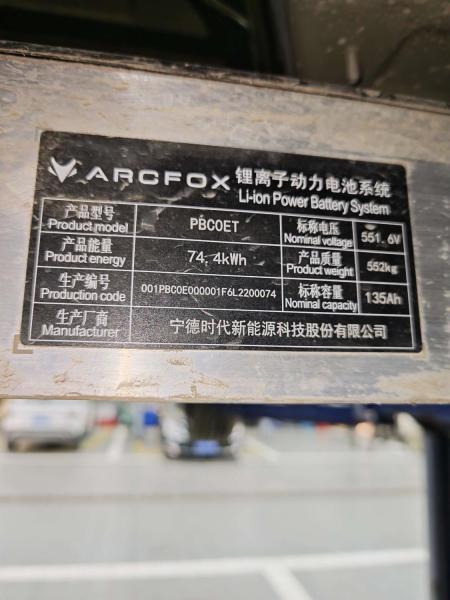 ARCFOX 锂离子动力电池系统
Li-ion Power Battery System
产品型号 PBC0ET 标称电压 551.6V
Product model Nominal voltage
产品能量 74.4kWh 产品质量 552kg
Product energy Product weight
生产编号 001PBC0E000001F6L2200074 标称容量 135Ah
Production code Nominal capacity
生产厂商 宁德时代新能源科技股份有限公司
Manufacturer